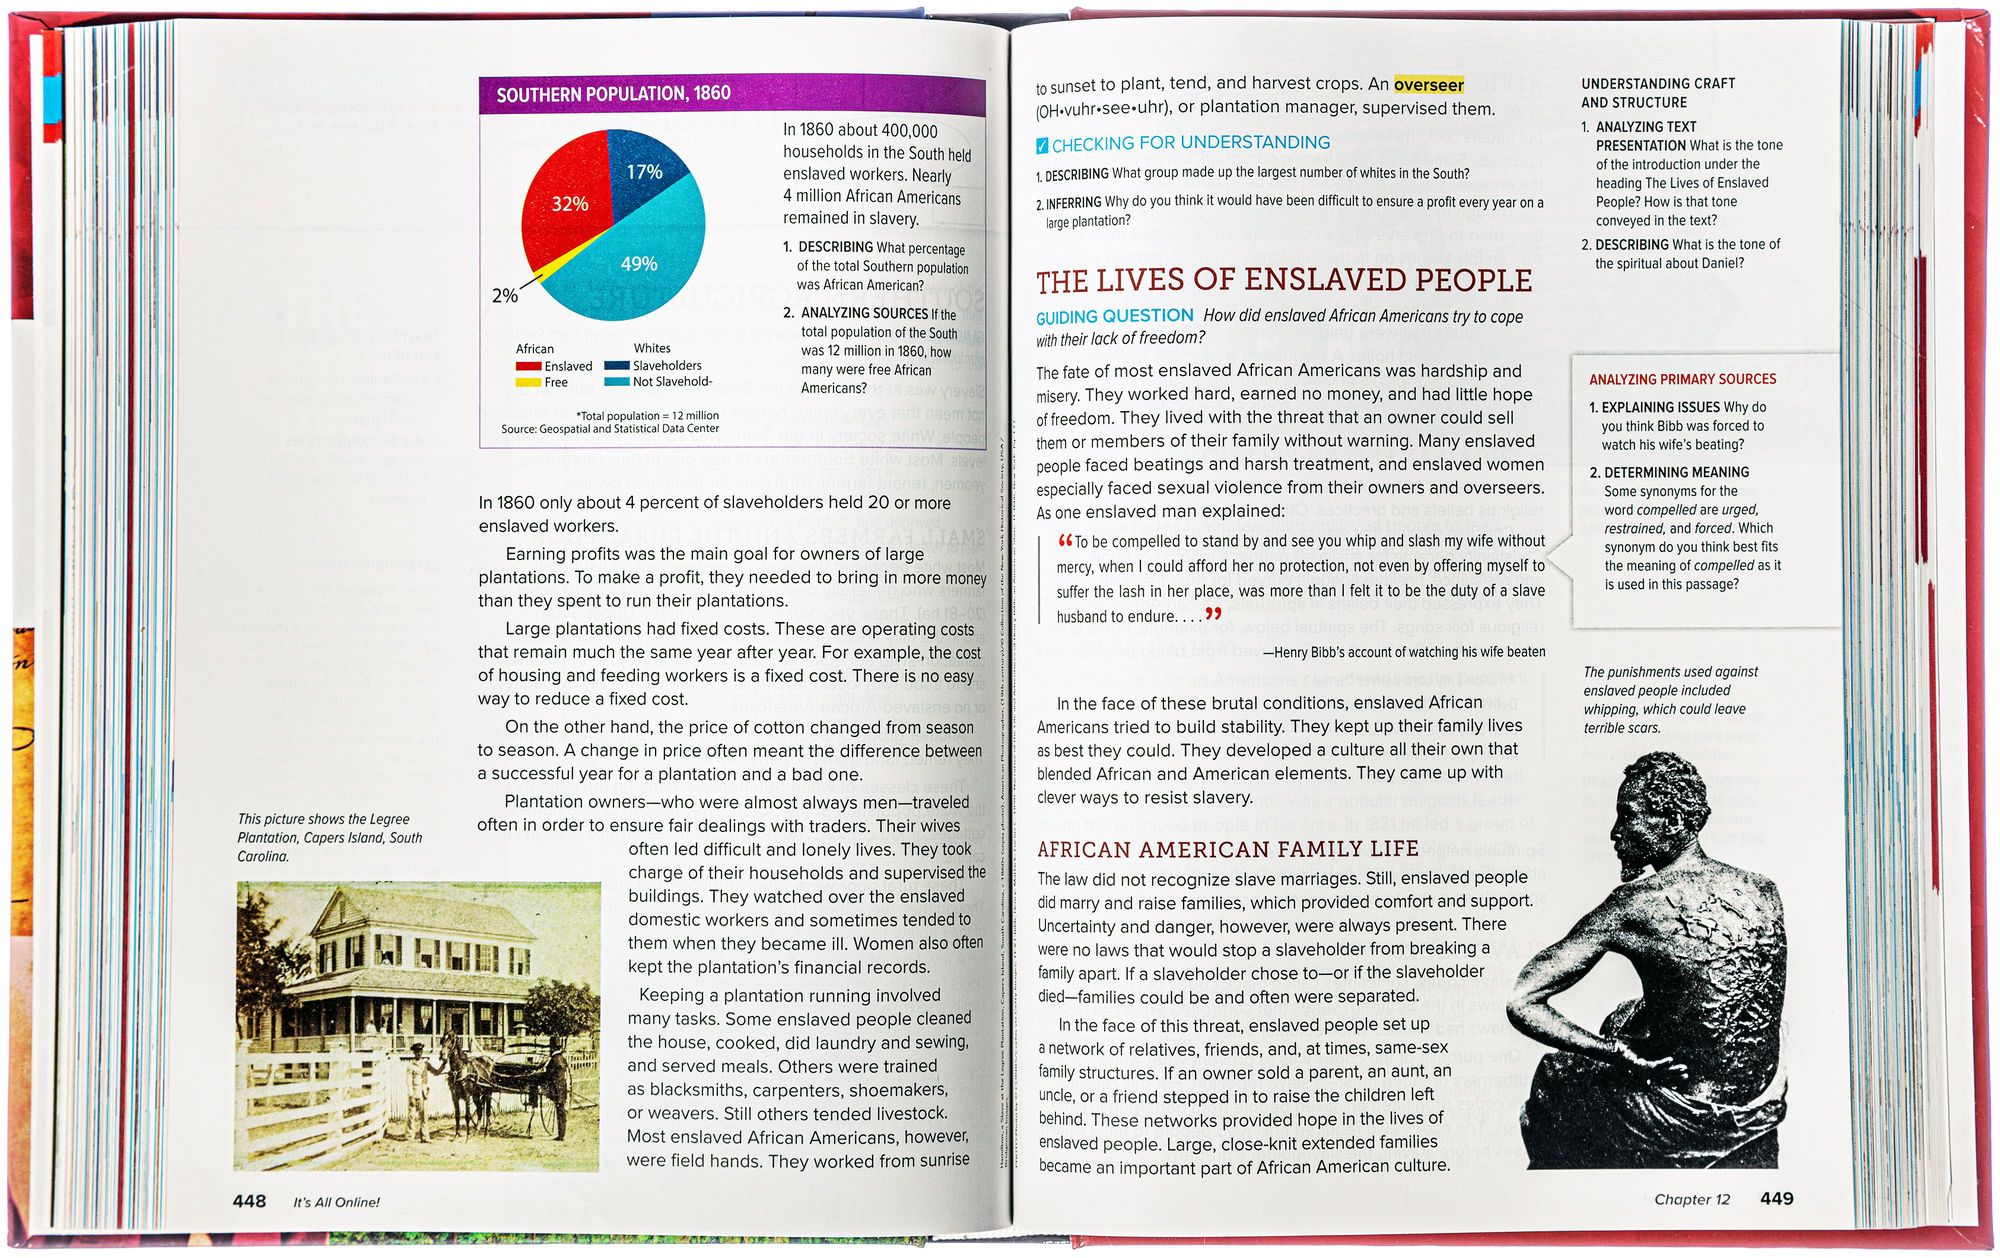 SOUTHERN POPULATION, 1860
17%
32%
49%
2%
African
Whites
Enslaved
Slaveholders
Free
Not Slavehold-
*Total population = 12 million
Source: Geospatial and Statistical Data Center
In 1860 about 400,000
households in the South held
enslaved workers. Nearly
4 million African Americans
remained in slavery.
1. DESCRIBING What percentage
of the total Southern population
was African American?
2. ANALYZING SOURCES If the
total population of the South
was 12 million in 1860, how
many were free African
Americans?
In 1860 only about 4 percent of slaveholders held 20 or more
enslaved workers.
Earning profits was the main goal for owners of large
plantations. To make a profit, they needed to bring in more money
than they spent to run their plantations.
Large plantations had fixed costs. These are operating costs
that remain much the same year after year. For example, the cost
of housing and feeding workers is a fixed cost. There is no easy
way to reduce a fixed cost.
On the other hand, the price of cotton changed from season
to season. A change in price often meant the difference between
a successful year for a plantation and a bad one.
Plantation owners—who were almost always men—traveled
often in order to ensure fair dealings with traders. Their wives
often led difficult and lonely lives. They took
charge of their households and supervised the
buildings. They watched over the enslaved
domestic workers and sometimes tended to
them when they became ill. Women also often
kept the plantation's financial records.
Keeping a plantation running involved
many tasks. Some enslaved people cleaned
the house, cooked, did laundry and sewing,
and served meals. Others were trained
as blacksmiths, carpenters, shoemakers,
or weavers. Still others tended livestock.
Most enslaved African Americans, however,
were field hands. They worked from sunrise
This picture shows the Legree
Plantation, Capers Island, South
Carolina.
448 It's All Online!
to sunset to plant, tend, and harvest crops. An overseer
(OH•vuhr•see•uhr), or plantation manager, supervised them.
CHECKING FOR UNDERSTANDING
1. DESCRIBING What group made up the largest number of whites in the South?
2. INFERRING Why do you think it would have been difficult to ensure a profit every year on a
large plantation?
THE LIVES OF ENSLAVED PEOPLE
GUIDING QUESTION How did enslaved African Americans try to cope
with their lack of freedom?
The fate of most enslaved African Americans was hardship and
misery. They worked hard, earned no money, and had little hope
of freedom. They lived with the threat that an owner could sell
them or members of their family without warning. Many enslaved
people faced beatings and harsh treatment, and enslaved women
especially faced sexual violence from their owners and overseers.
As one enslaved man explained:
“To be compelled to stand by and see you whip and slash my wife without
mercy, when I could afford her no protection, not even by offering myself to
suffer the lash in her place, was more than I felt it to be the duty of a slave
husband to endure. . . .”
—Henry Bibb's account of watching his wife beaten
In the face of these brutal conditions, enslaved African
Americans tried to build stability. They kept up their family lives
as best they could. They developed a culture all their own that
blended African and American elements. They came up with
clever ways to resist slavery.
AFRICAN AMERICAN FAMILY LIFE
The law did not recognize slave marriages. Still, enslaved people
did marry and raise families, which provided comfort and support.
Uncertainty and danger, however, were always present. There
were no laws that would stop a slaveholder from breaking a
family apart. If a slaveholder chose to—or if the slaveholder
died—families could be and often were separated.
In the face of this threat, enslaved people set up
a network of relatives, friends, and, at times, same-sex
family structures. If an owner sold a parent, an aunt, an
uncle, or a friend stepped in to raise the children left
behind. These networks provided hope in the lives of
enslaved people. Large, close-knit extended families
became an important part of African American culture.
UNDERSTANDING CRAFT
AND STRUCTURE
1. ANALYZING TEXT
PRESENTATION What is the tone
of the introduction under the
heading The Lives of Enslaved
People? How is that tone
conveyed in the text?
2. DESCRIBING What is the tone of
the spiritual about Daniel?
ANALYZING PRIMARY SOURCES
1. EXPLAINING ISSUES Why do
you think Bibb was forced to
watch his wife's beating?
2. DETERMINING MEANING
Some synonyms for the
word compelled are urged,
restrained, and forced. Which
synonym do you think best fits
the meaning of compelled as it
is used in this passage?
The punishments used against
enslaved people included
whipping, which could leave
terrible scars.
Chapter 12 449